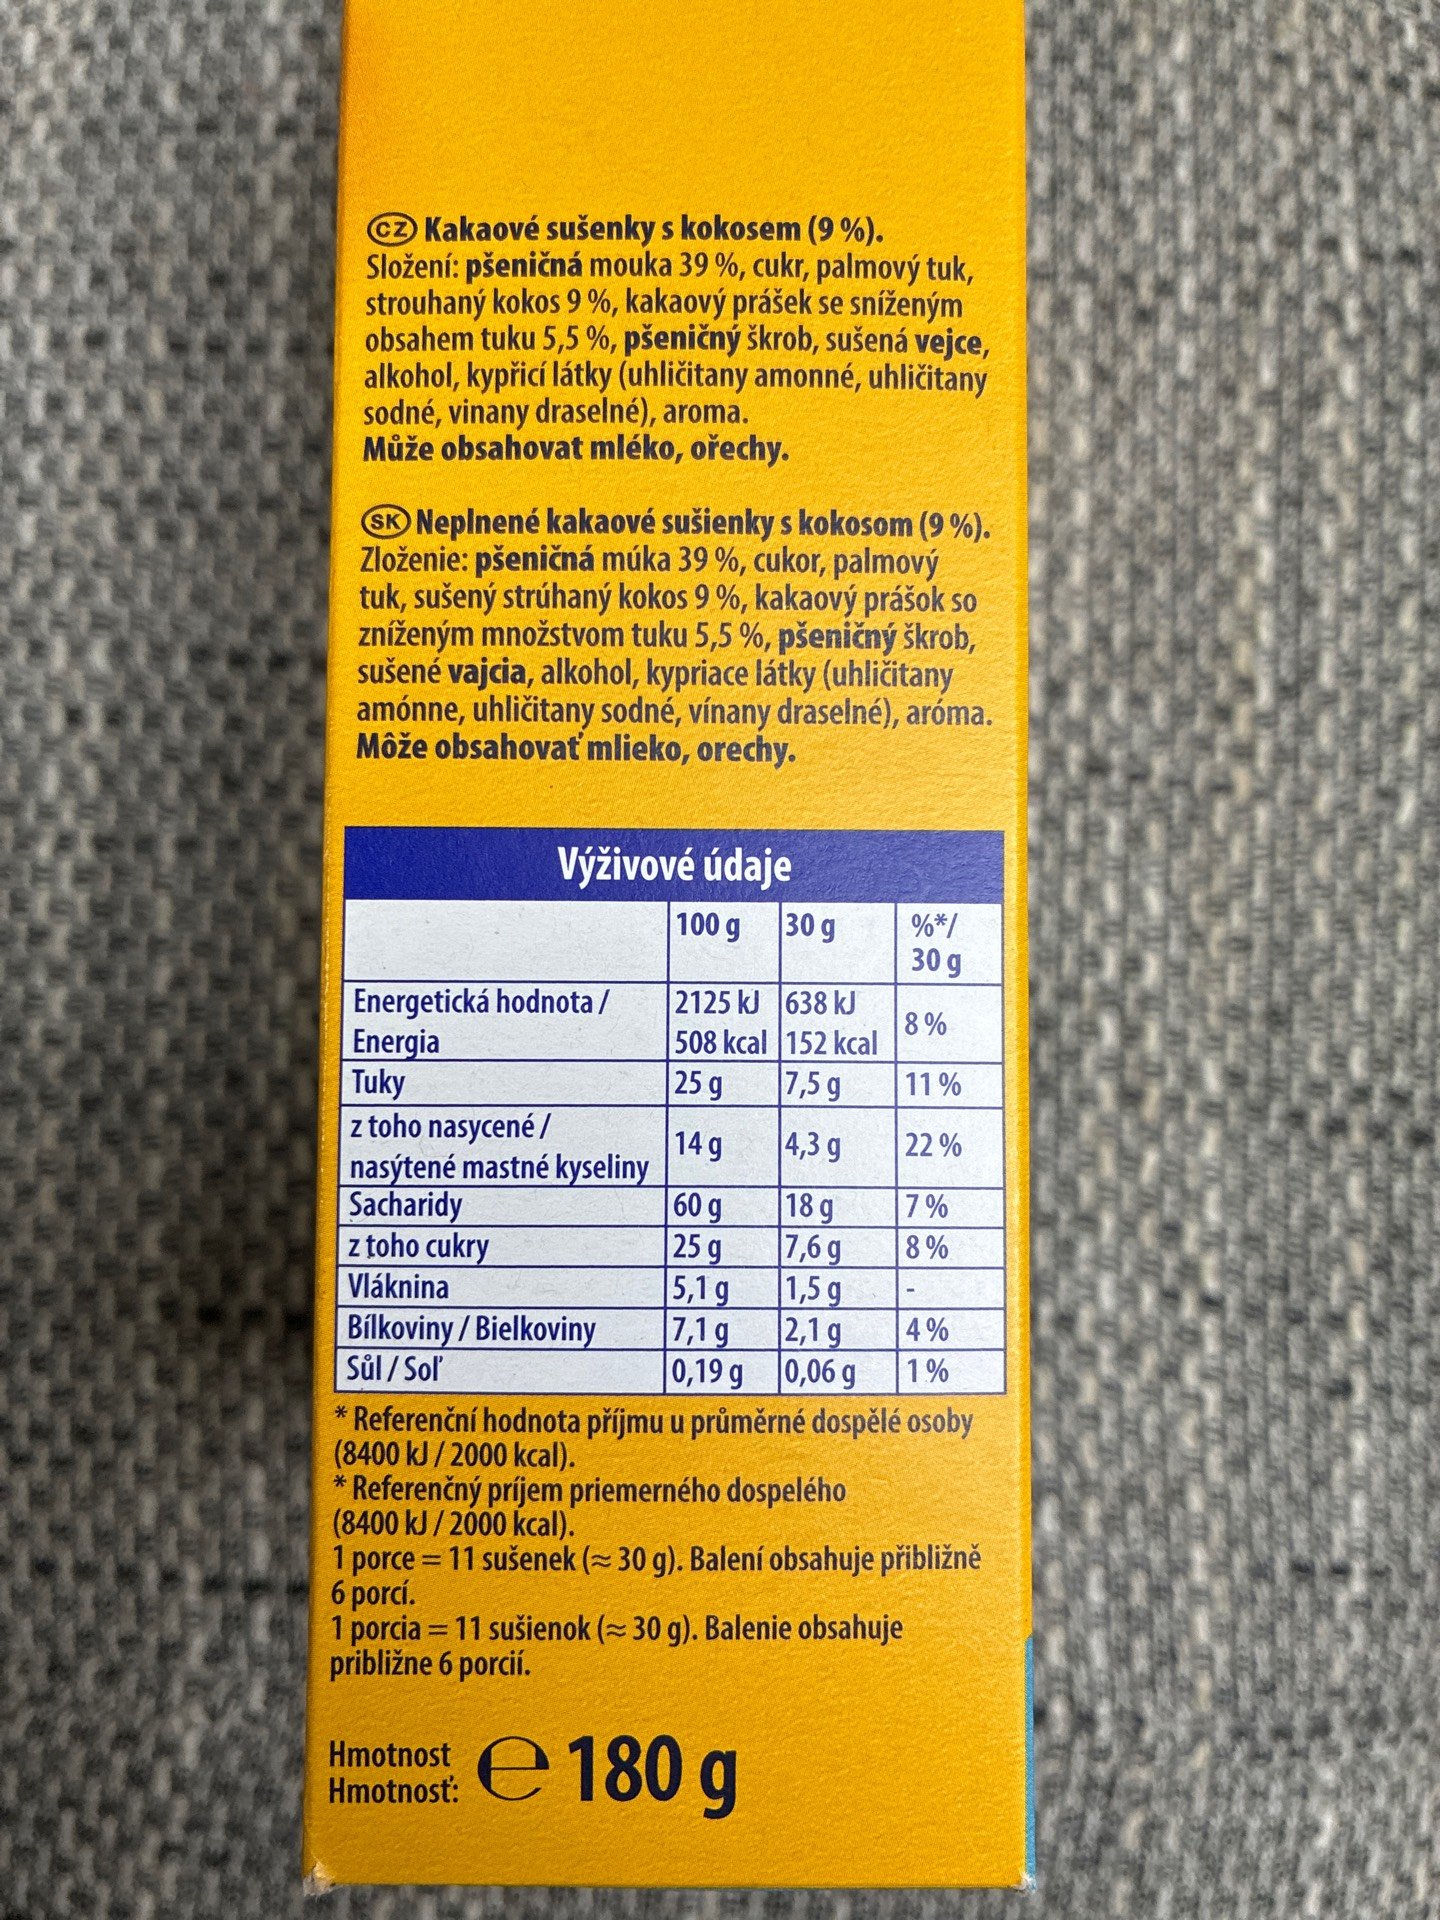 CZ Kakaové sušenky s kokosem (9 %).
Složení: pšeničná mouka 39 %, cukr, palmový tuk,
strouhaný kokos 9 %, kakaový prášek se sníženým
obsahem tuku 5,5 %, pšeničný škrob, sušená vejce,
alkohol, kypřicí látky (uhličitany amonné, uhličitany
sodné, vinany draselné), aroma.
Může obsahovat mléko, ořechy.
SK Neplnené kakaové sušienky s kokosom (9 %).
Zloženie: pšeničná múka 39 %, cukor, palmový
tuk, sušený strúhaný kokos 9 %, kakaový prášok so
zníženým množstvom tuku 5,5 %, pšeničný škrob,
sušené vajcia, alkohol, kypriace látky (uhličitany
amónne, uhličitany sodné, vínany draselné), aróma.
Môže obsahovať mlieko, orechy.
Výživové údaje
100 g 30 g %*/
30 g
Energetická hodnota / 2125 kJ 638 kJ 8 %
Energia 508 kcal 152 kcal
Tuky 25 g 7,5 g 11 %
z toho nasycené / 14 g 4,3 g 22 %
nasýtené mastné kyseliny
Sacharidy 60 g 18 g 7 %
z toho cukry 25 g 7,6 g 8 %
Vláknina 5,1 g 1,5 g -
Bílkoviny / Bielkoviny 7,1 g 2,1 g 4 %
Sůl / Soľ 0,19 g 0,06 g 1 %
* Referenční hodnota příjmu u průměrné dospělé osoby
(8400 kJ / 2000 kcal).
* Referenčný príjem priemerného dospelého
(8400 kJ / 2000 kcal).
1 porce = 11 sušenek (≈ 30 g). Balení obsahuje přibližně
6 porcí.
1 porcia = 11 sušienok (≈ 30 g). Balenie obsahuje
približne 6 porcií.
Hmotnost
Hmotnosť: ℮ 180 g